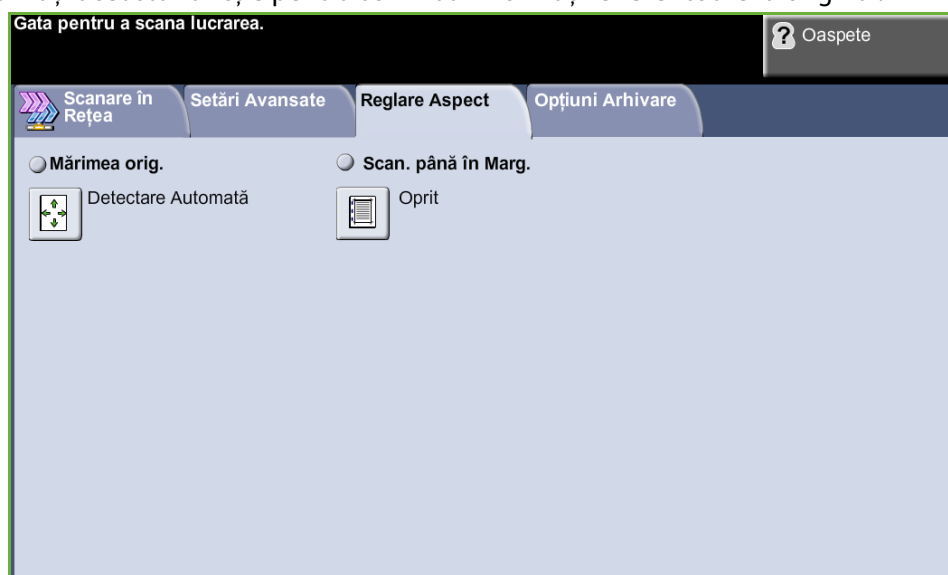 Gata pentru a scana lucrarea.
? Oaspete
Scanare în
Rețea
Setări Avansate
Reglare Aspect
Opțiuni Arhivare
Mărimea orig.
Scan. până în Marg.
Detectare Automată
Oprit